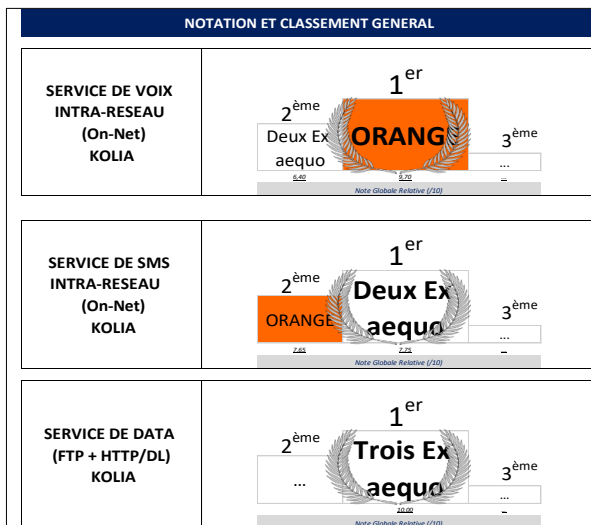 NOTATION ET CLASSEMENT GENERAL
SERVICE DE VOIX
INTRA-RESEAU
(On-Net)
KOLIA
1er
2ème
Deux Ex
aequo
ORANGE
3ème
...
6,40
9,70
...
Note Globale Relative (/10)
SERVICE DE SMS
INTRA-RESEAU
(On-Net)
KOLIA
1er
2ème
ORANGE
Deux Ex
aequo
3ème
...
7,65
7,75
...
Note Globale Relative (/10)
SERVICE DE DATA
(FTP + HTTP/DL)
KOLIA
1er
2ème
...
Trois Ex
aequo
3ème
...
10,00
...
Note Globale Relative (/10)